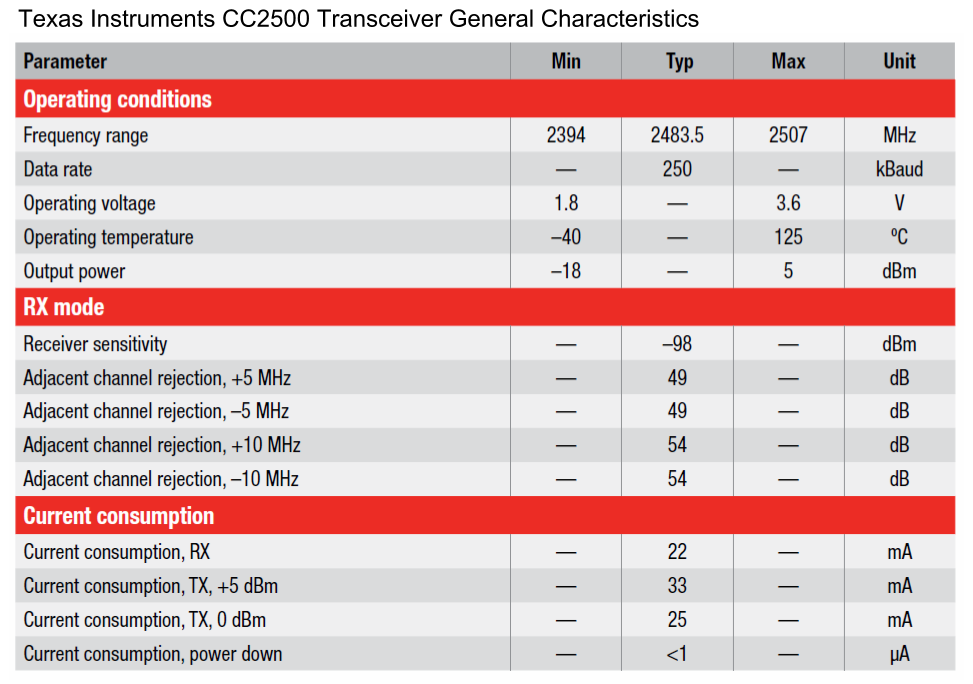 Texas Instruments CC2500 Transceiver General Characteristics
Parameter Min Typ Max Unit
Operating conditions
Frequency range 2394 2483.5 2507 MHz
Data rate — 250 — kBaud
Operating voltage 1.8 — 3.6 V
Operating temperature –40 — 125 ºC
Output power –18 — 5 dBm
RX mode
Receiver sensitivity — –98 — dBm
Adjacent channel rejection, +5 MHz — 49 — dB
Adjacent channel rejection, –5 MHz — 49 — dB
Adjacent channel rejection, +10 MHz — 54 — dB
Adjacent channel rejection, –10 MHz — 54 — dB
Current consumption
Current consumption, RX — 22 — mA
Current consumption, TX, +5 dBm — 33 — mA
Current consumption, TX, 0 dBm — 25 — mA
Current consumption, power down — <1 — µA